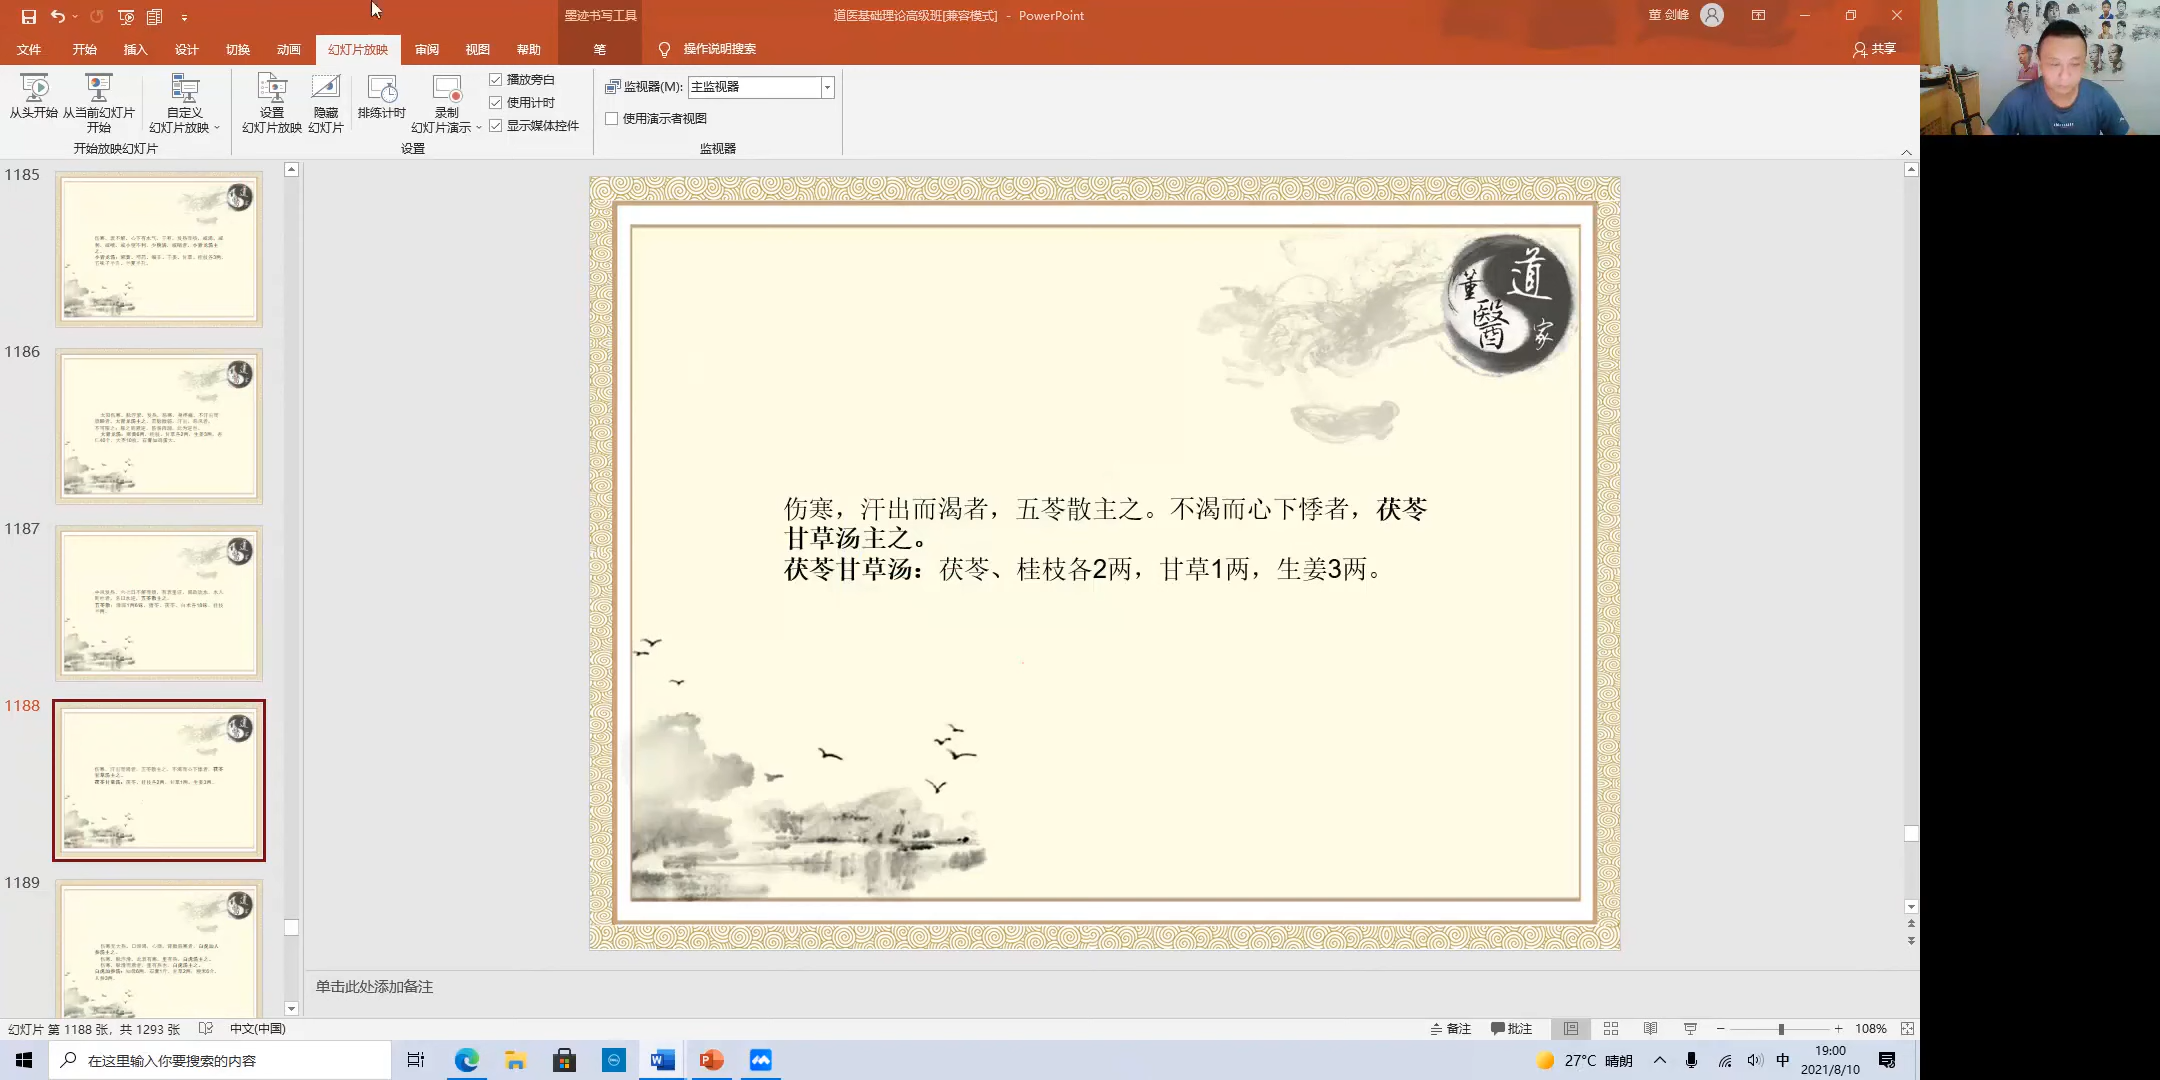 墨迹书写工具
道医基础理论高级班[兼容模式] - PowerPoint
董 剑峰
文件
开始
插入
设计
切换
动画
幻灯片放映
审阅
视图
帮助
笔
操作说明搜索
共享
从头开始
从当前幻灯片
开始
自定义
幻灯片放映
开始放映幻灯片
设置
幻灯片放映
隐藏
幻灯片
排练计时
录制
幻灯片演示
播放旁白
使用计时
显示媒体控件
设置
监视器(M):
主监视器
使用演示者视图
监视器
1185
1186
1187
1188
1189
道
董
醫
家
伤寒，汗出而渴者，五苓散主之。不渴而心下悸者，茯苓
甘草汤主之。
茯苓甘草汤：茯苓、桂枝各2两，甘草1两，生姜3两。
单击此处添加备注
幻灯片 第 1188 张，共 1293 张
中文(中国)
备注
批注
108%
在这里输入你要搜索的内容
27°C 晴朗
中
19:00
2021/8/10